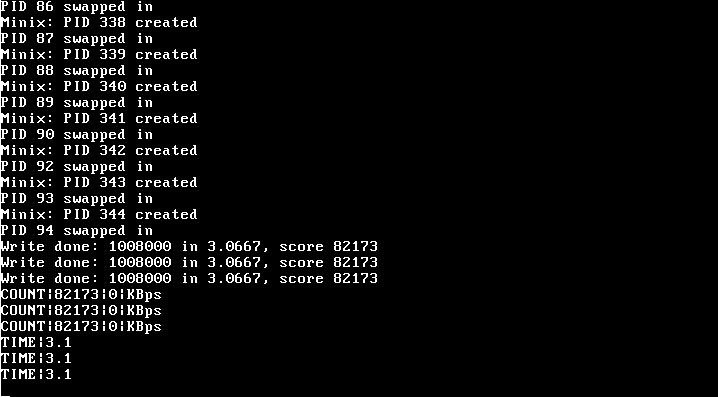 PID 86 swapped in
Minix: PID 338 created
PID 87 swapped in
Minix: PID 339 created
PID 88 swapped in
Minix: PID 340 created
PID 89 swapped in
Minix: PID 341 created
PID 90 swapped in
Minix: PID 342 created
PID 92 swapped in
Minix: PID 343 created
PID 93 swapped in
Minix: PID 344 created
PID 94 swapped in
Write done: 1008000 in 3.0667, score 82173
Write done: 1008000 in 3.0667, score 82173
Write done: 1008000 in 3.0667, score 82173
COUNT|82173|0|KBps
COUNT|82173|0|KBps
COUNT|82173|0|KBps
TIME|3.1
TIME|3.1
TIME|3.1